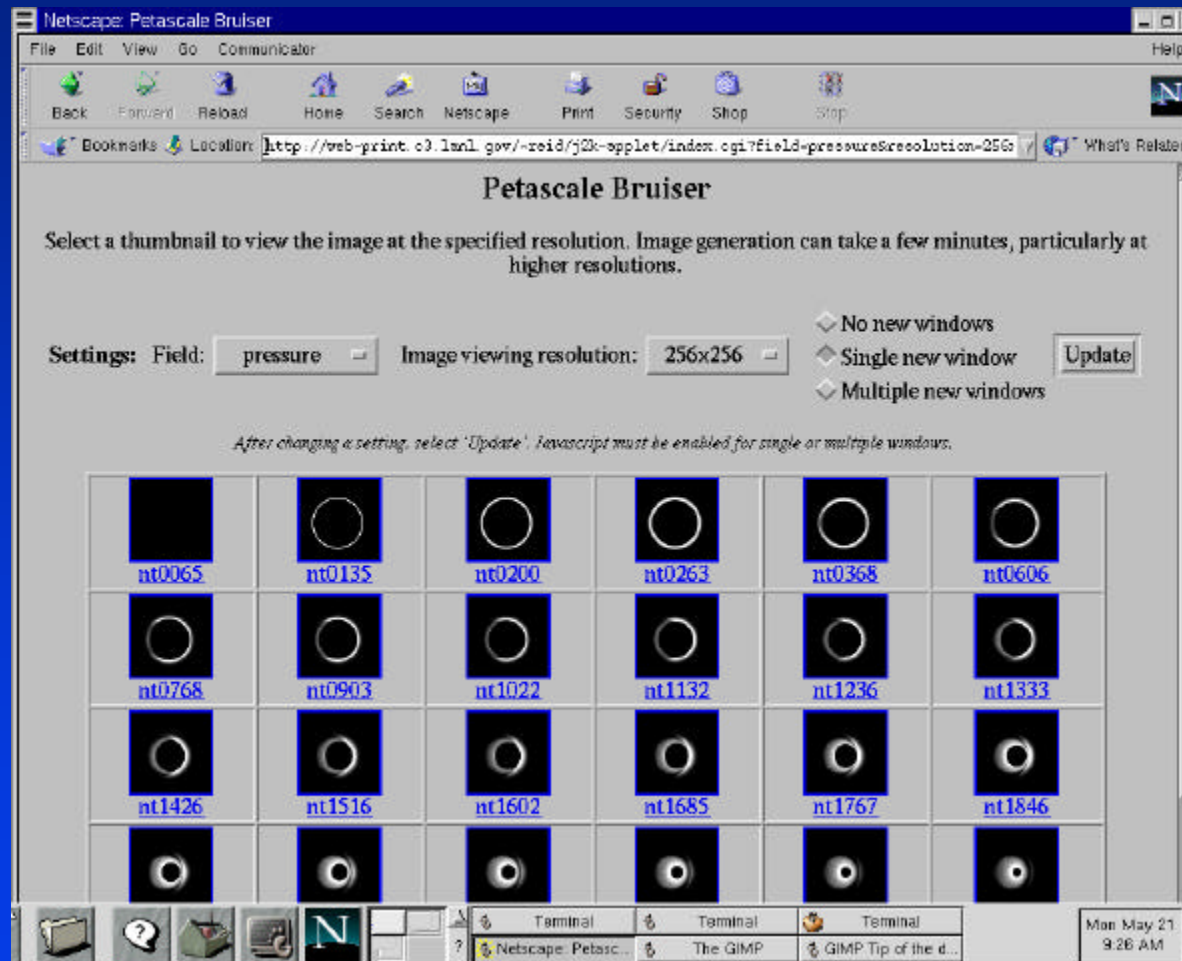 Netscape: Petascale Bruiser
File Edit View Go Communicator Help
Back Forward Reload Home Search Netscape Print Security Shop Stop
Bookmarks Location: http://web-print.c3.lanl.gov/~reid/j2k-applet/index.cgi?field=pressure&resolution=256 What's Relate
Petascale Bruiser
Select a thumbnail to view the image at the specified resolution. Image generation can take a few minutes, particularly at
higher resolutions.
No new windows
Settings: Field: pressure Image viewing resolution: 256x256 Single new window Update
Multiple new windows
After changing a setting, select 'Update'. Javascript must be enabled for single or multiple windows.
nt0065 nt0135 nt0200 nt0263 nt0368 nt0606
nt0768 nt0903 nt1022 nt1132 nt1236 nt1333
nt1426 nt1516 nt1602 nt1685 nt1767 nt1846
N ? Terminal Terminal Terminal Mon May 21
? Netscape: Petasc... The GIMP GIMP Tip of the d... 9:26 AM